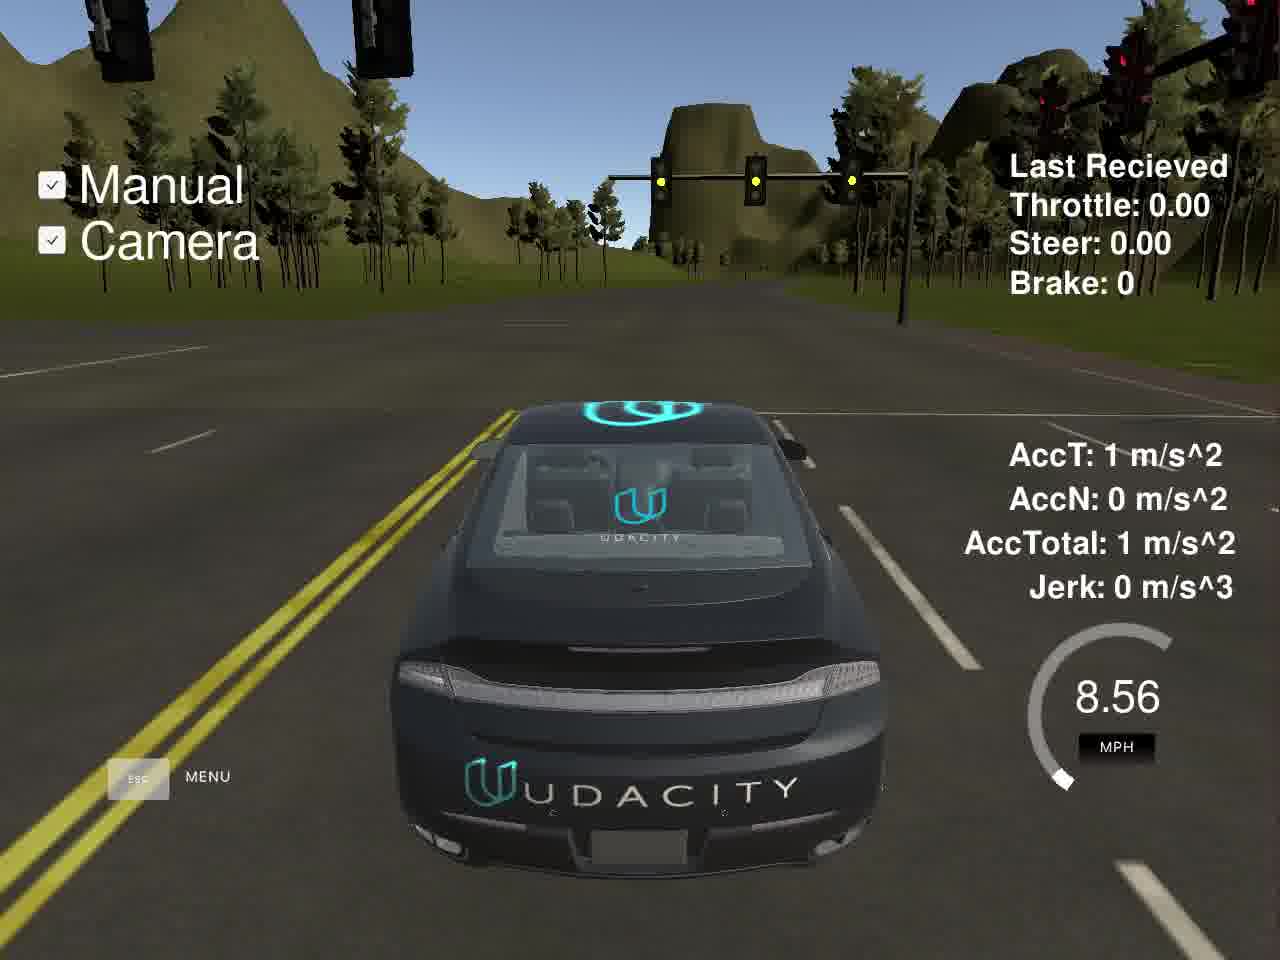 Manual
Camera
Last Recieved
Throttle: 0.00
Steer: 0.00
Brake: 0
AccT: 1 m/s^2
AccN: 0 m/s^2
AccTotal: 1 m/s^2
Jerk: 0 m/s^3
8.56
MPH
UDACITY
ESC MENU
UDACITY